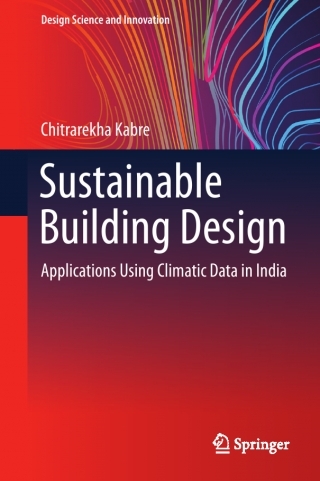 Design Science and Innovation
Chitrarekha Kabre
Sustainable
Building Design
Applications Using Climatic Data in India
Springer